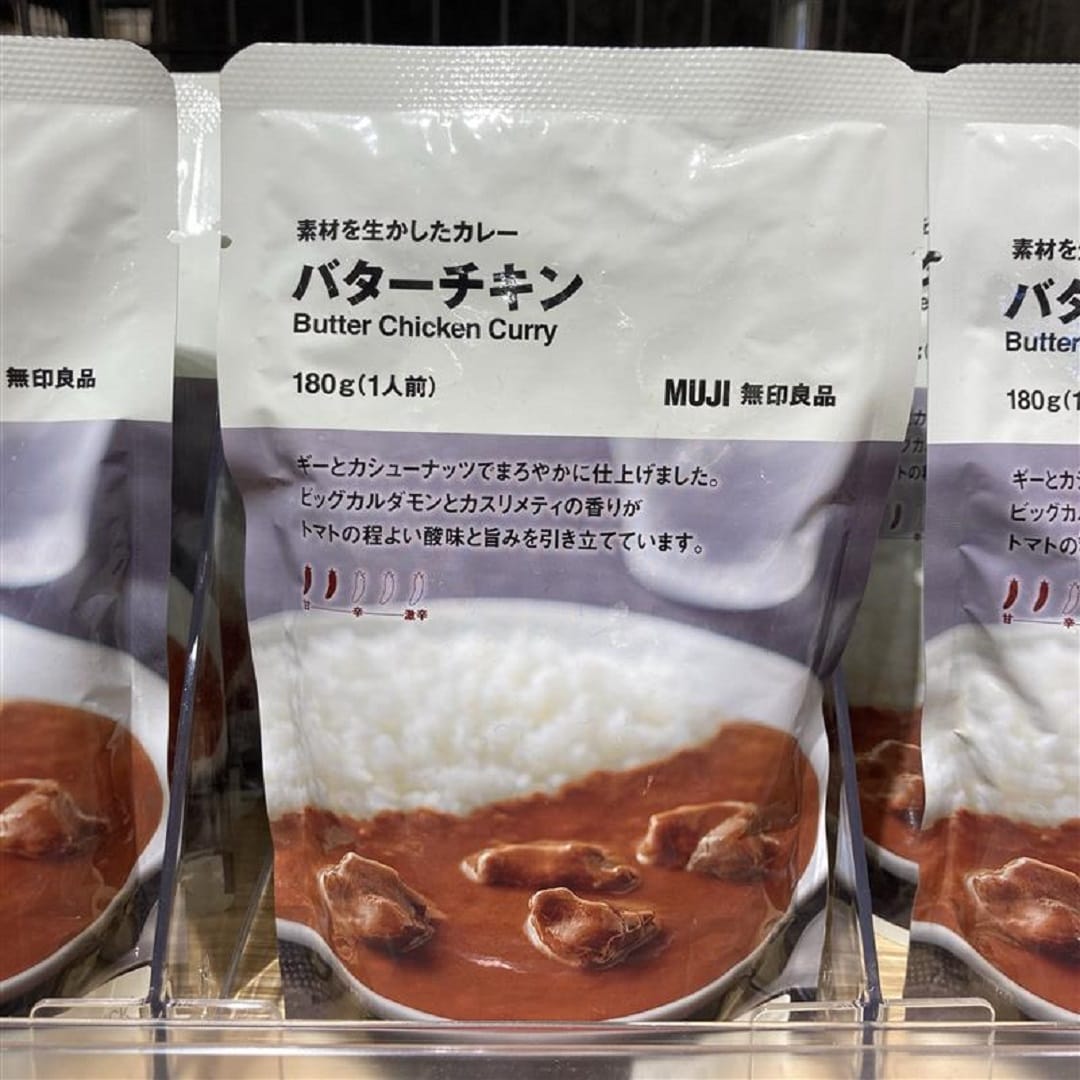 素材を生かしたカレー
バターチキン
Butter Chicken Curry
180g(1人前)
MUJI 無印良品
ギーとカシューナッツでまろやかに仕上げました。
ビッグカルダモンとカスリメティの香りが
トマトの程よい酸味と旨みを引き立てています。
甘 辛 激辛
無印良品
素材を
バタ
Butter
180g(1
ギーとカ
ビッグカ
トマトの
甘 辛